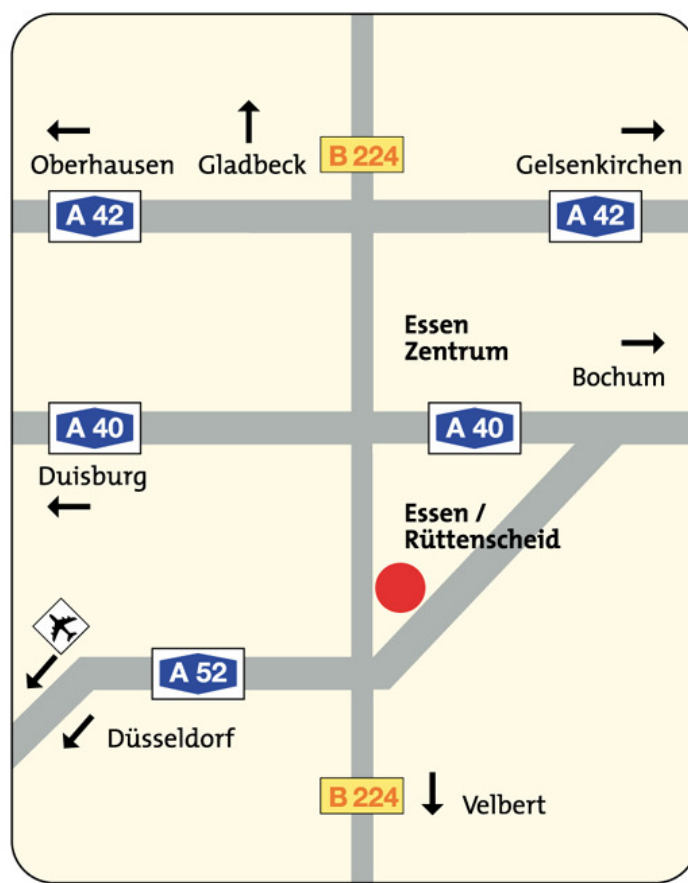 B 224
Oberhausen
Gladbeck
Gelsenkirchen
A 42
A 42
Essen
Zentrum
Bochum
A 40
A 40
Duisburg
Essen /
Rüttenscheid
A 52
Düsseldorf
B 224
Velbert